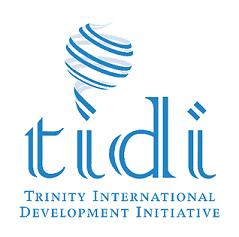 tidi
TRINITY INTERNATIONAL
DEVELOPMENT INITIATIVE